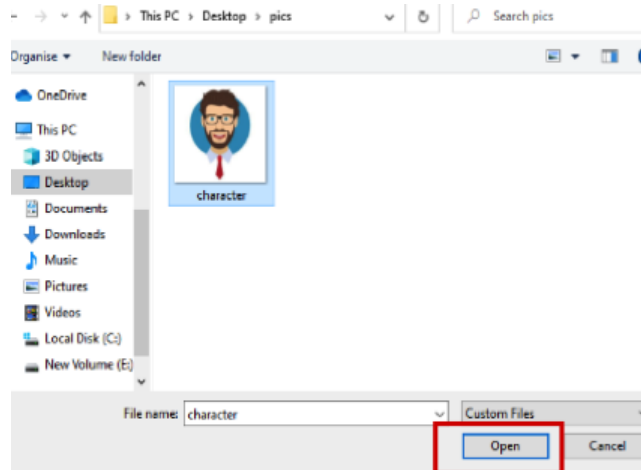 This PC > Desktop > pics
Search pics
Organise
New folder
OneDrive
This PC
3D Objects
Desktop
Documents
Downloads
Music
Pictures
Videos
Local Disk (C:)
New Volume (E:)
character
File name: character
Custom Files
Open
Cancel